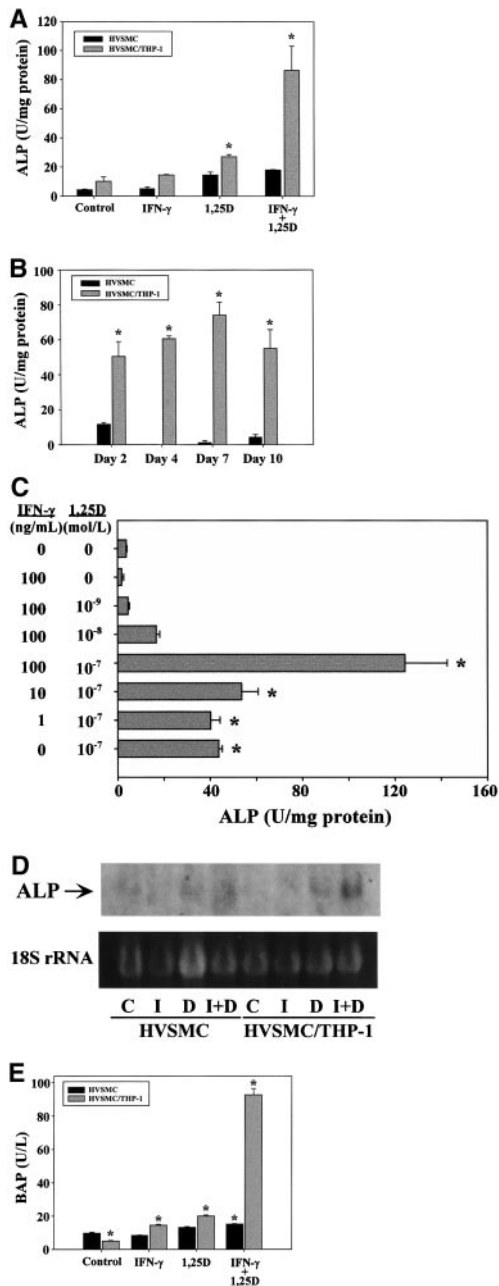 A
120
HVSMC
HVSMC/THP-1
100
80
60
40
20
0
ALP (U/mg protein)
*
*
Control
IFN-γ
1,25D
IFN-γ
+
1,25D
B
100
HVSMC
HVSMC/THP-1
80
60
40
20
0
ALP (U/mg protein)
*
*
*
*
Day 2
Day 4
Day 7
Day 10
C
IFN-γ 1,25D
(ng/mL) (mol/L)
0 0
100 0
100 10⁻⁹
100 10⁻⁸
100 10⁻⁷ *
10 10⁻⁷ *
1 10⁻⁷ *
0 10⁻⁷ *
0 40 80 120 160
ALP (U/mg protein)
D
ALP
18S rRNA
C I D I+D C I D I+D
HVSMC HVSMC/THP-1
E
100
HVSMC
HVSMC/THP-1
80
60
40
20
0
BAP (U/L)
*
*
*
*
*
Control
IFN-γ
1,25D
IFN-γ
+
1,25D